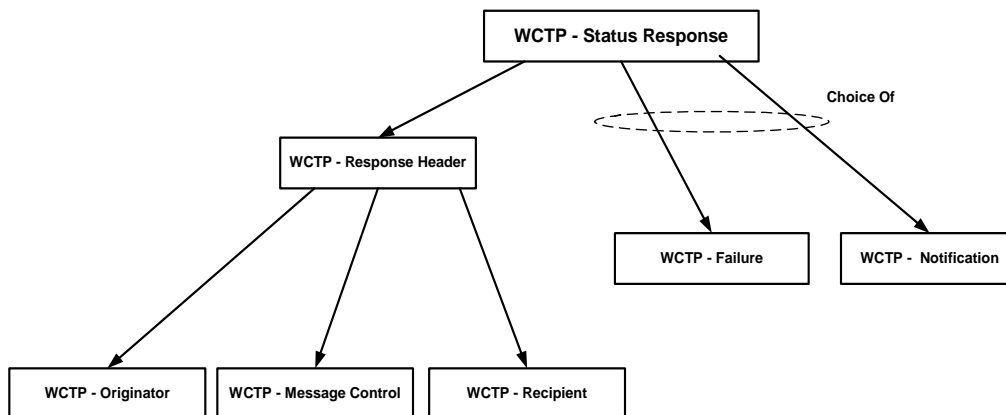 WCTP - Status Response
Choice Of
WCTP - Response Header
WCTP - Failure
WCTP - Notification
WCTP - Originator
WCTP - Message Control
WCTP - Recipient